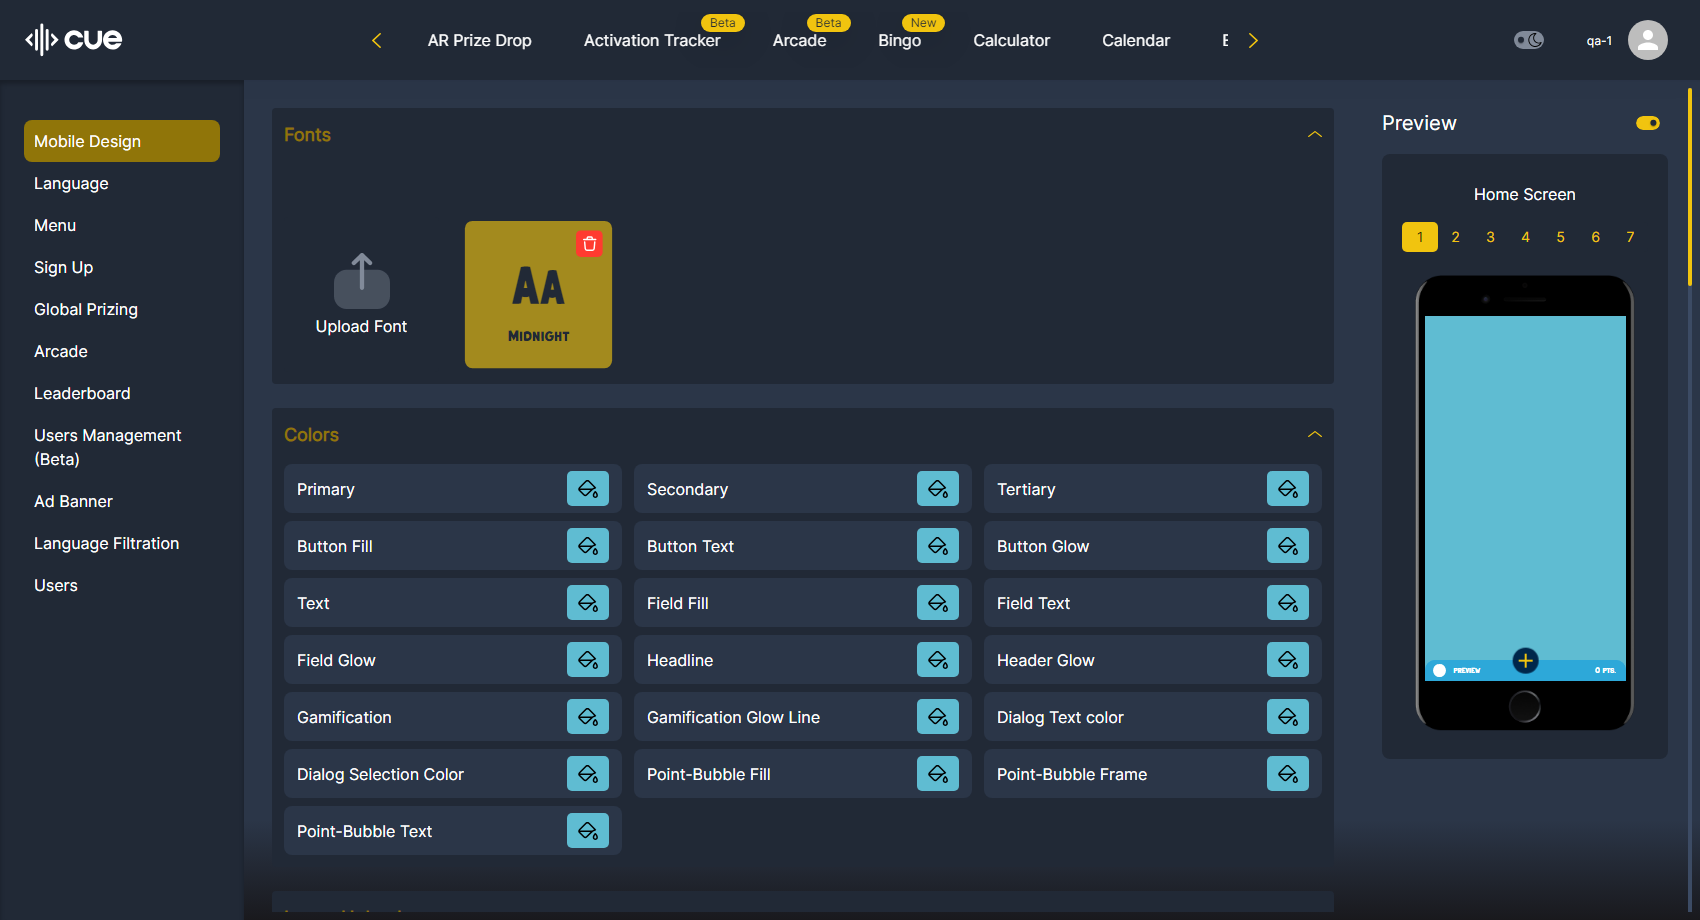 cue
AR Prize Drop
Activation Tracker
Beta
Arcade
Beta
Bingo
New
Calculator
Calendar
qa-1
Mobile Design
Language
Menu
Sign Up
Global Prizing
Arcade
Leaderboard
Users Management
(Beta)
Ad Banner
Language Filtration
Users
Fonts
Upload Font
AA
MIDNIGHT
Colors
Primary
Secondary
Tertiary
Button Fill
Button Text
Button Glow
Text
Field Fill
Field Text
Field Glow
Headline
Header Glow
Gamification
Gamification Glow Line
Dialog Text color
Dialog Selection Color
Point-Bubble Fill
Point-Bubble Frame
Point-Bubble Text
Preview
Home Screen
1 2 3 4 5 6 7
PREVIEW
0 PTS.